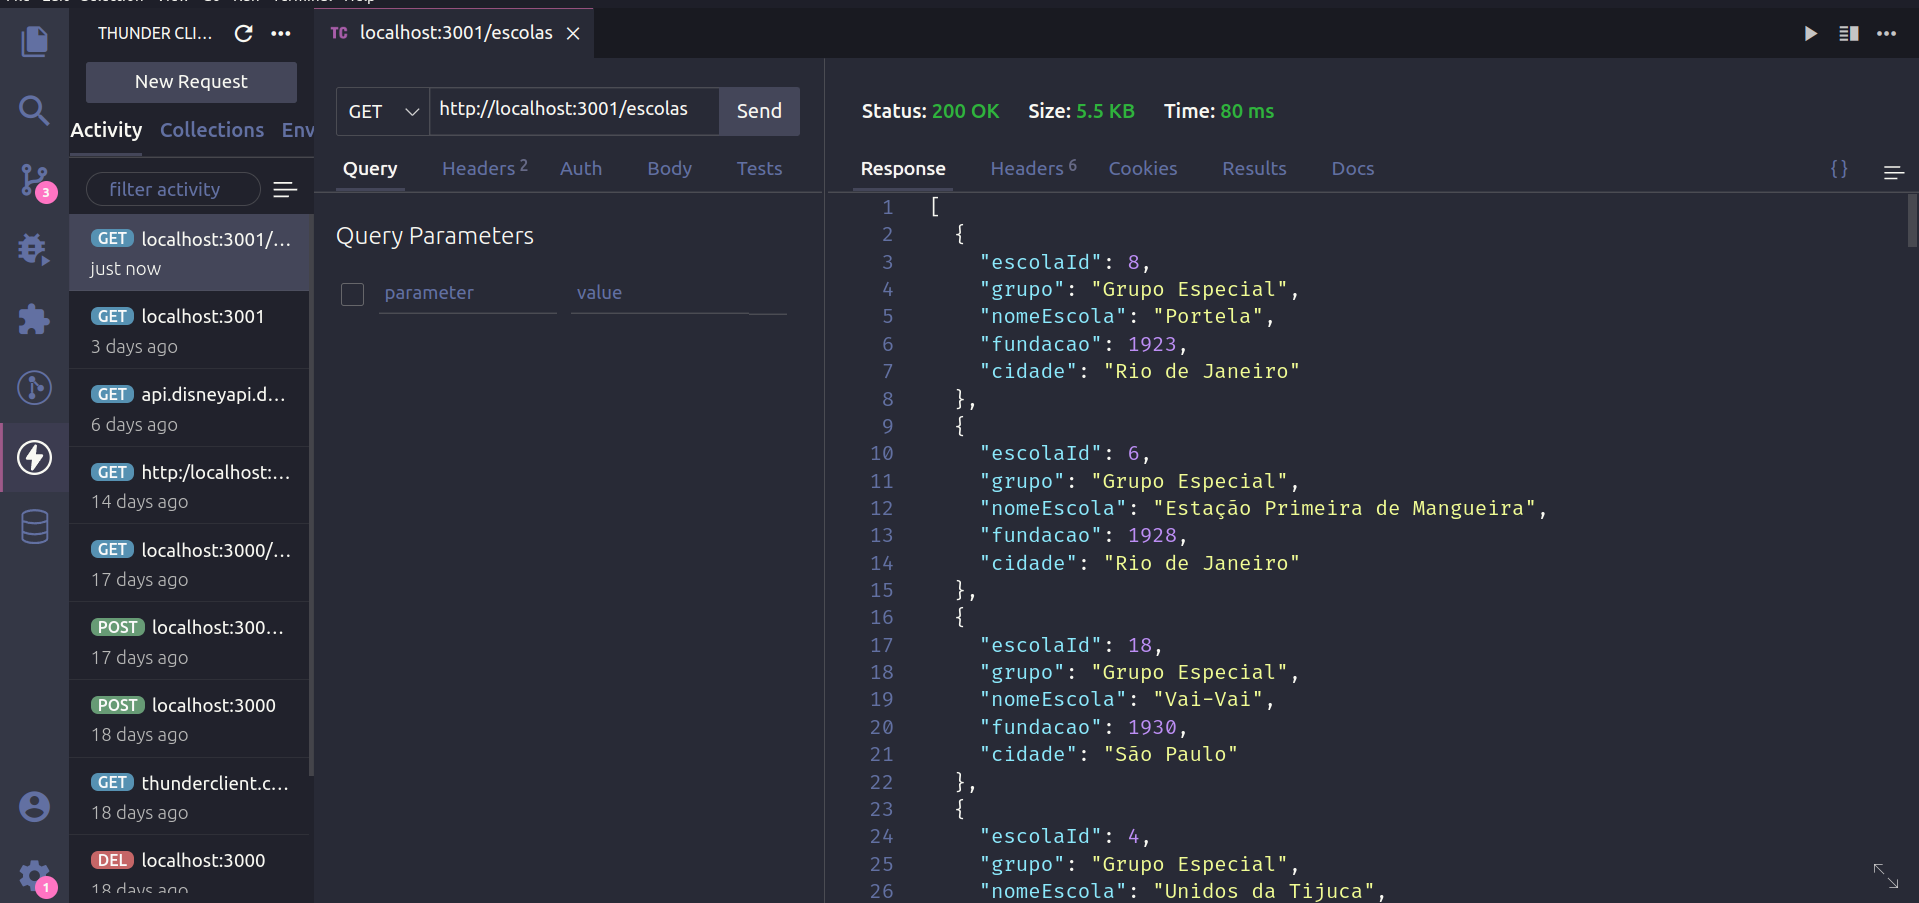 THUNDER CLI...
New Request
Activity Collections Env
filter activity
GET localhost:3001/...
just now
GET localhost:3001
3 days ago
GET api.disneyapi.d...
6 days ago
GET http:/localhost:...
14 days ago
GET localhost:3000/...
17 days ago
POST localhost:300...
17 days ago
POST localhost:3000
18 days ago
GET thunderclient.c...
18 days ago
DEL localhost:3000
18 days ago
3
1
TC localhost:3001/escolas
GET http://localhost:3001/escolas Send
Query Headers 2 Auth Body Tests
Query Parameters
parameter value
Status: 200 OK Size: 5.5 KB Time: 80 ms
Response Headers 6 Cookies Results Docs {}
1 [
2 {
3 "escolaId": 8,
4 "grupo": "Grupo Especial",
5 "nomeEscola": "Portela",
6 "fundacao": 1923,
7 "cidade": "Rio de Janeiro"
8 },
9 {
10 "escolaId": 6,
11 "grupo": "Grupo Especial",
12 "nomeEscola": "Estação Primeira de Mangueira",
13 "fundacao": 1928,
14 "cidade": "Rio de Janeiro"
15 },
16 {
17 "escolaId": 18,
18 "grupo": "Grupo Especial",
19 "nomeEscola": "Vai-Vai",
20 "fundacao": 1930,
21 "cidade": "São Paulo"
22 },
23 {
24 "escolaId": 4,
25 "grupo": "Grupo Especial",
26 "nomeEscola": "Unidos da Tijuca",